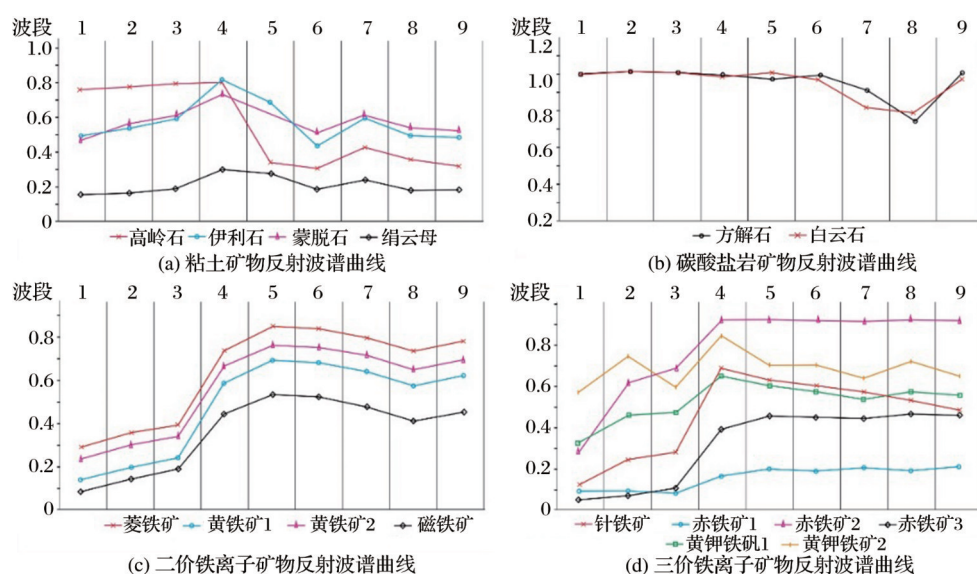 波段 1 2 3 4 5 6 7 8 9
1.0
0.8
0.6
0.4
0.2
0
高岭石 伊利石 蒙脱石 绢云母
(a) 粘土矿物反射波谱曲线
波段 1 2 3 4 5 6 7 8 9
1.2
1.0
0.8
0.6
0.4
0.2
方解石 白云石
(b) 碳酸盐岩矿物反射波谱曲线
波段 1 2 3 4 5 6 7 8 9
0.8
0.6
0.4
0.2
0
菱铁矿 黄铁矿1 黄铁矿2 磁铁矿
(c) 二价铁离子矿物反射波谱曲线
波段 1 2 3 4 5 6 7 8 9
0.8
0.6
0.4
0.2
0
针铁矿 赤铁矿1 赤铁矿2 赤铁矿3
黄钾铁矾1 黄钾铁矿2
(d) 三价铁离子矿物反射波谱曲线